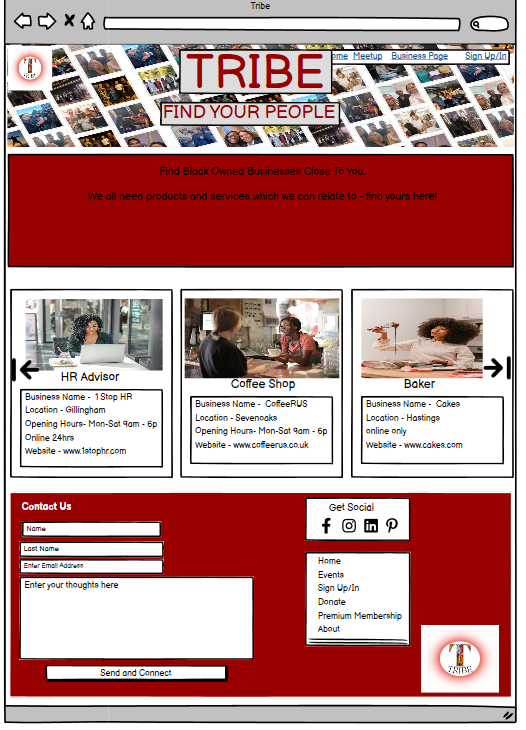 Tribe
ome Meetup Business Page Sign Up/In
TRIBE
FIND YOUR PEOPLE
Find Black Owned Businesses Close To You.
We all need products and services which we can relate to - find yours here!
HR Advisor
Business Name - 1 Stop HR
Location - Gillingham
Opening Hours- Mon-Sat 9am - 6p
Online 24hrs
Website - www.1stophr.com
Coffee Shop
Business Name - CoffeeRUS
Location - Sevenoaks
Opening Hours- Mon-Sat 9am - 6p
Website - www.coffeerus.co.uk
Baker
Business Name - Cakes
Location - Hastings
online only
Website - www.cakes.com
Contact Us
Name
Last Name
Enter Email Address
Enter your thoughts here
Send and Connect
Get Social
Home
Events
Sign Up/In
Donate
Premium Membership
About
TRIBE